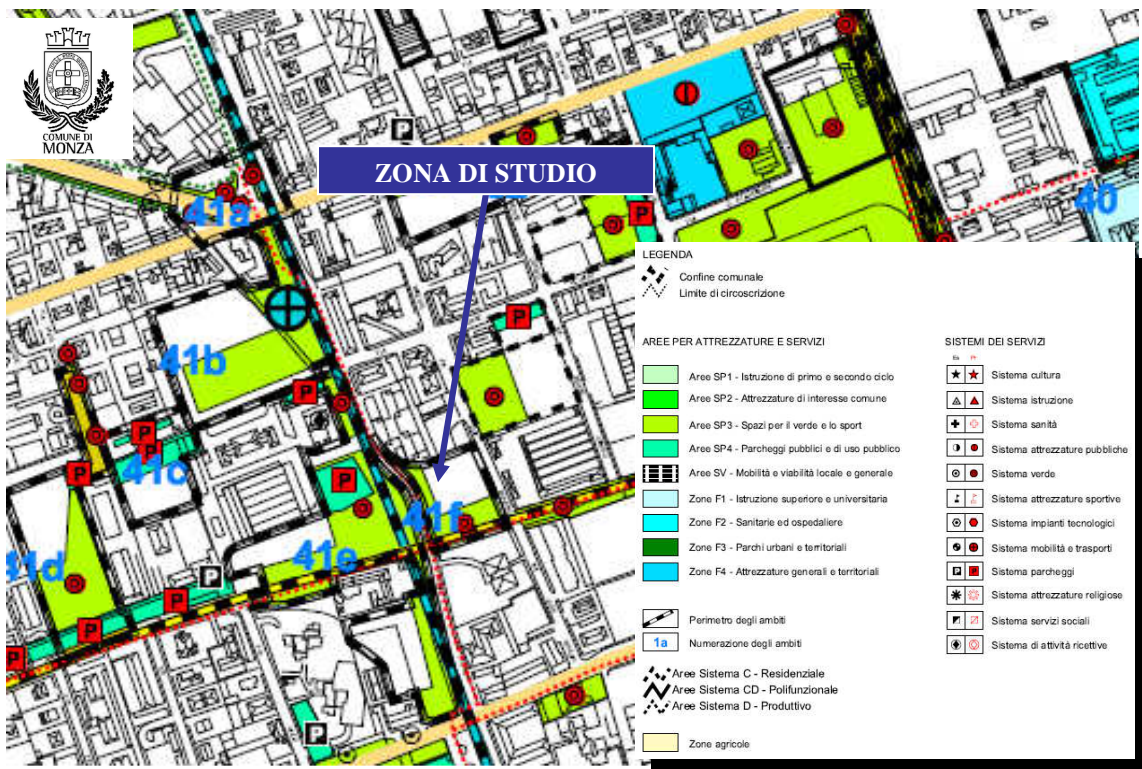 COMUNE DI
MONZA
ZONA DI STUDIO
P
41a
P
40
P
41b
P
P
P
P
41c
P
P
41f
41d
41e
P
P
P
P
P
LEGENDA
Confine comunale
Limite di circoscrizione
AREE PER ATTREZZATURE E SERVIZI
Aree SP1 - Istruzione di primo e secondo ciclo
Aree SP2 - Attrezzature di interesse comune
Aree SP3 - Spazi per il verde e lo sport
Aree SP4 - Parcheggi pubblici e di uso pubblico
Aree SV - Mobilità e viabilità locale e generale
Zone F1 - Istruzione superiore e universitaria
Zone F2 - Sanitarie ed ospedaliere
Zone F3 - Parchi urbani e territoriali
Zone F4 - Attrezzature generali e territoriali
Perimetro degli ambiti
1a Numerazione degli ambiti
Aree Sistema C - Residenziale
Aree Sistema CD - Polifunzionale
Aree Sistema D - Produttivo
Zone agricole
SISTEMI DEI SERVIZI
Es Pr
Sistema cultura
Sistema istruzione
Sistema sanità
Sistema attrezzature pubbliche
Sistema verde
Sistema attrezzature sportive
Sistema impianti tecnologici
Sistema mobilità e trasporti
P P Sistema parcheggi
Sistema attrezzature religiose
Sistema servizi sociali
Sistema di attività ricettive